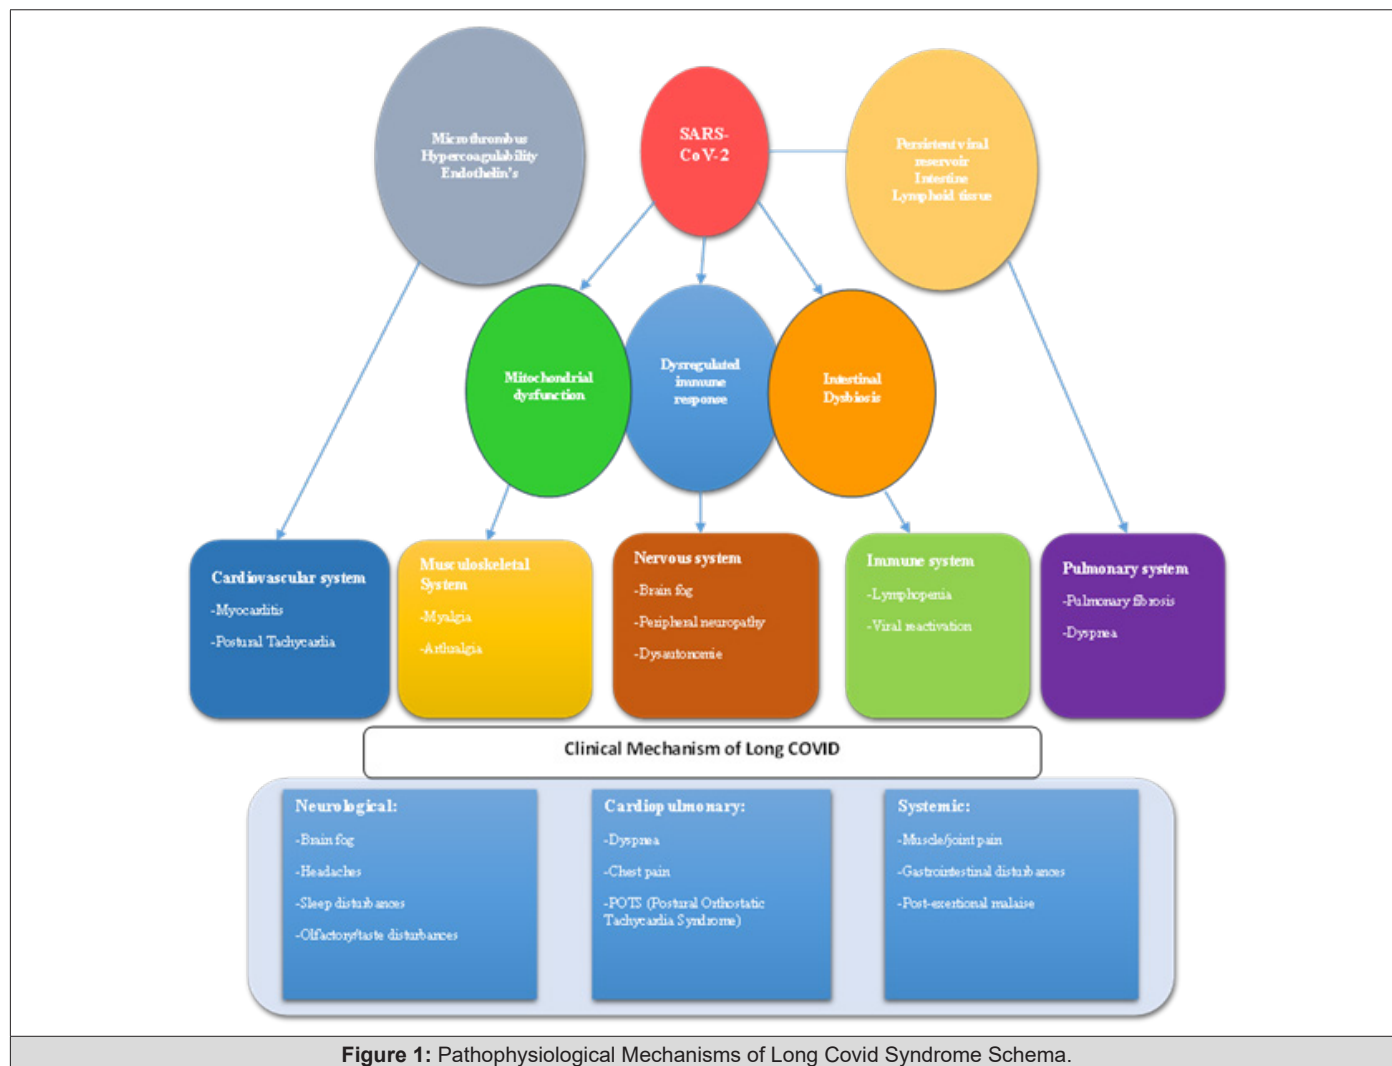 Microthrombus
Hypercoagulability
Endothelin's
SARS-
CoV-2
Persistent viral
reservoir
Intestine
Lymphoid tissue
Mitochondrial
dysfunction
Dysregulated
immune
response
Intestinal
Dysbiosis
Cardiovascular system
-Myocarditis
-Postural Tachycardia
Musculoskeletal
System
-Myalgia
-Arthralgia
Nervous system
-Brain fog
-Peripheral neuropathy
-Dysautonomie
Immune system
-Lymphopenia
-Viral reactivation
Pulmonary system
-Pulmonary fibrosis
-Dyspnea
Clinical Mechanism of Long COVID
Neurological:
-Brain fog
-Headaches
-Sleep disturbances
-Olfactory/taste disturbances
Cardiopulmonary:
-Dyspnea
-Chest pain
-POTS (Postural Orthostatic
Tachycardia Syndrome)
Systemic:
-Muscle/joint pain
-Gastrointestinal disturbances
-Post-exertional malaise
Figure 1: Pathophysiological Mechanisms of Long Covid Syndrome Schema.